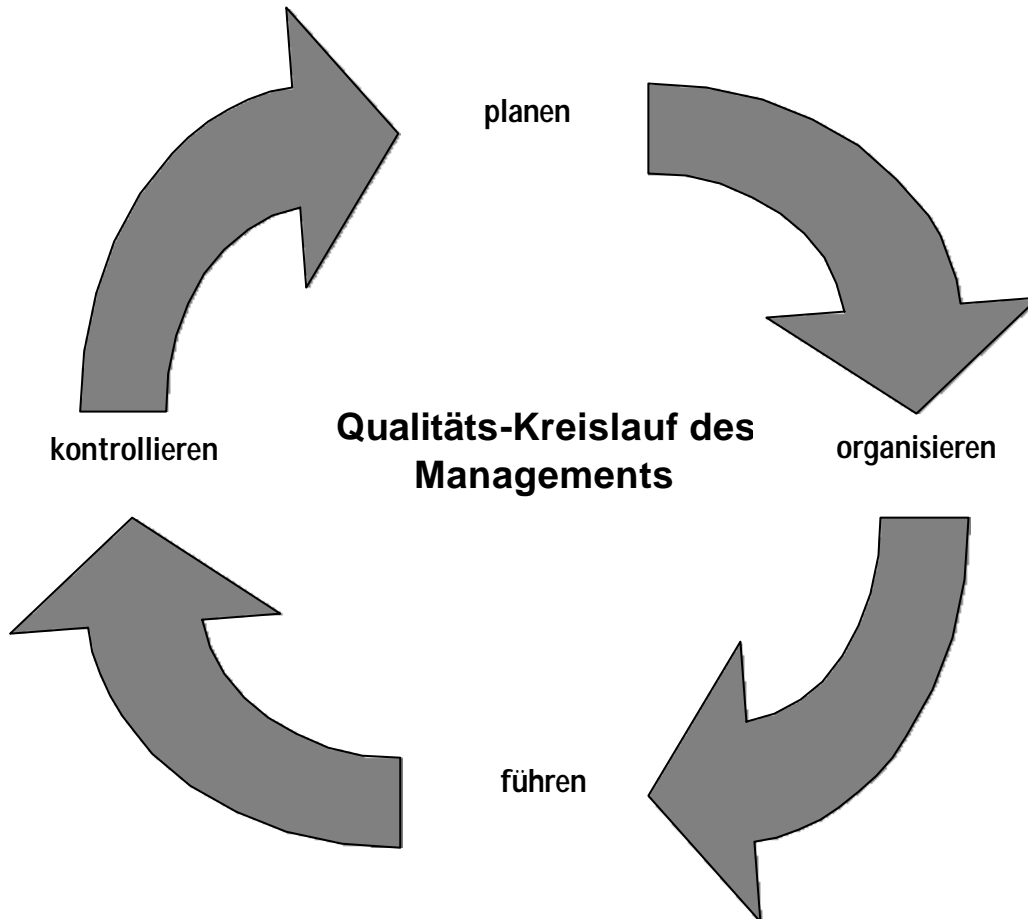 planen
Qualitäts-Kreislauf des
Managements
kontrollieren
organisieren
führen